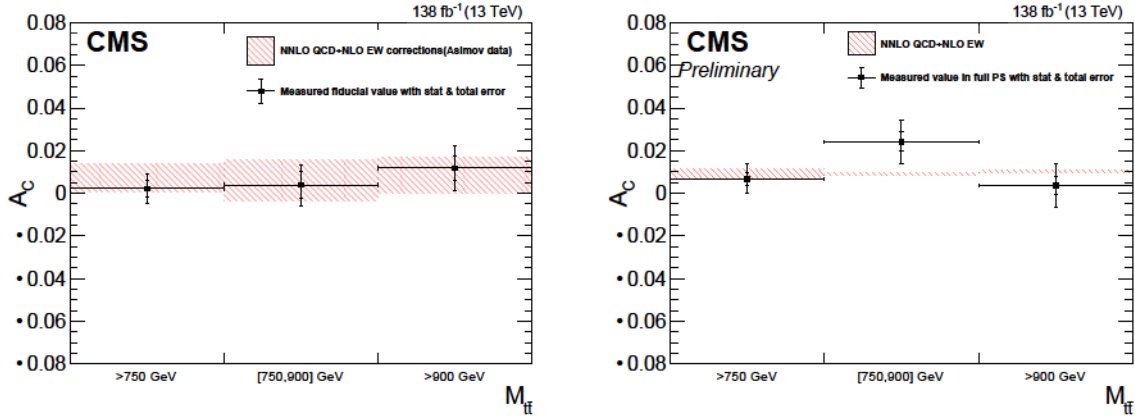 138 fb⁻¹ (13 TeV)
CMS
NNLO QCD+NLO EW corrections(Asimov data)
Measured fiducial value with stat & total error
0.08
0.06
0.04
0.02
0
•0.02
•0.04
•0.06
•0.08
A_C
>750 GeV
[750,900] GeV
>900 GeV
M_tt̄
138 fb⁻¹ (13 TeV)
CMS
Preliminary
NNLO QCD+NLO EW
Measured value in full PS with stat & total error
0.08
0.06
0.04
0.02
0
•0.02
•0.04
•0.06
•0.08
A_C
>750 GeV
[750,900] GeV
>900 GeV
M_tt̄